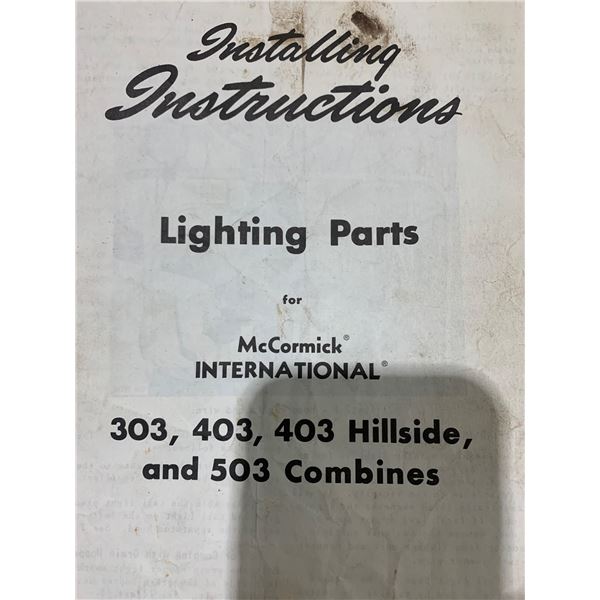 Installing
Instructions
Lighting Parts
for
McCormick®
INTERNATIONAL®
303, 403, 403 Hillside,
and 503 Combines